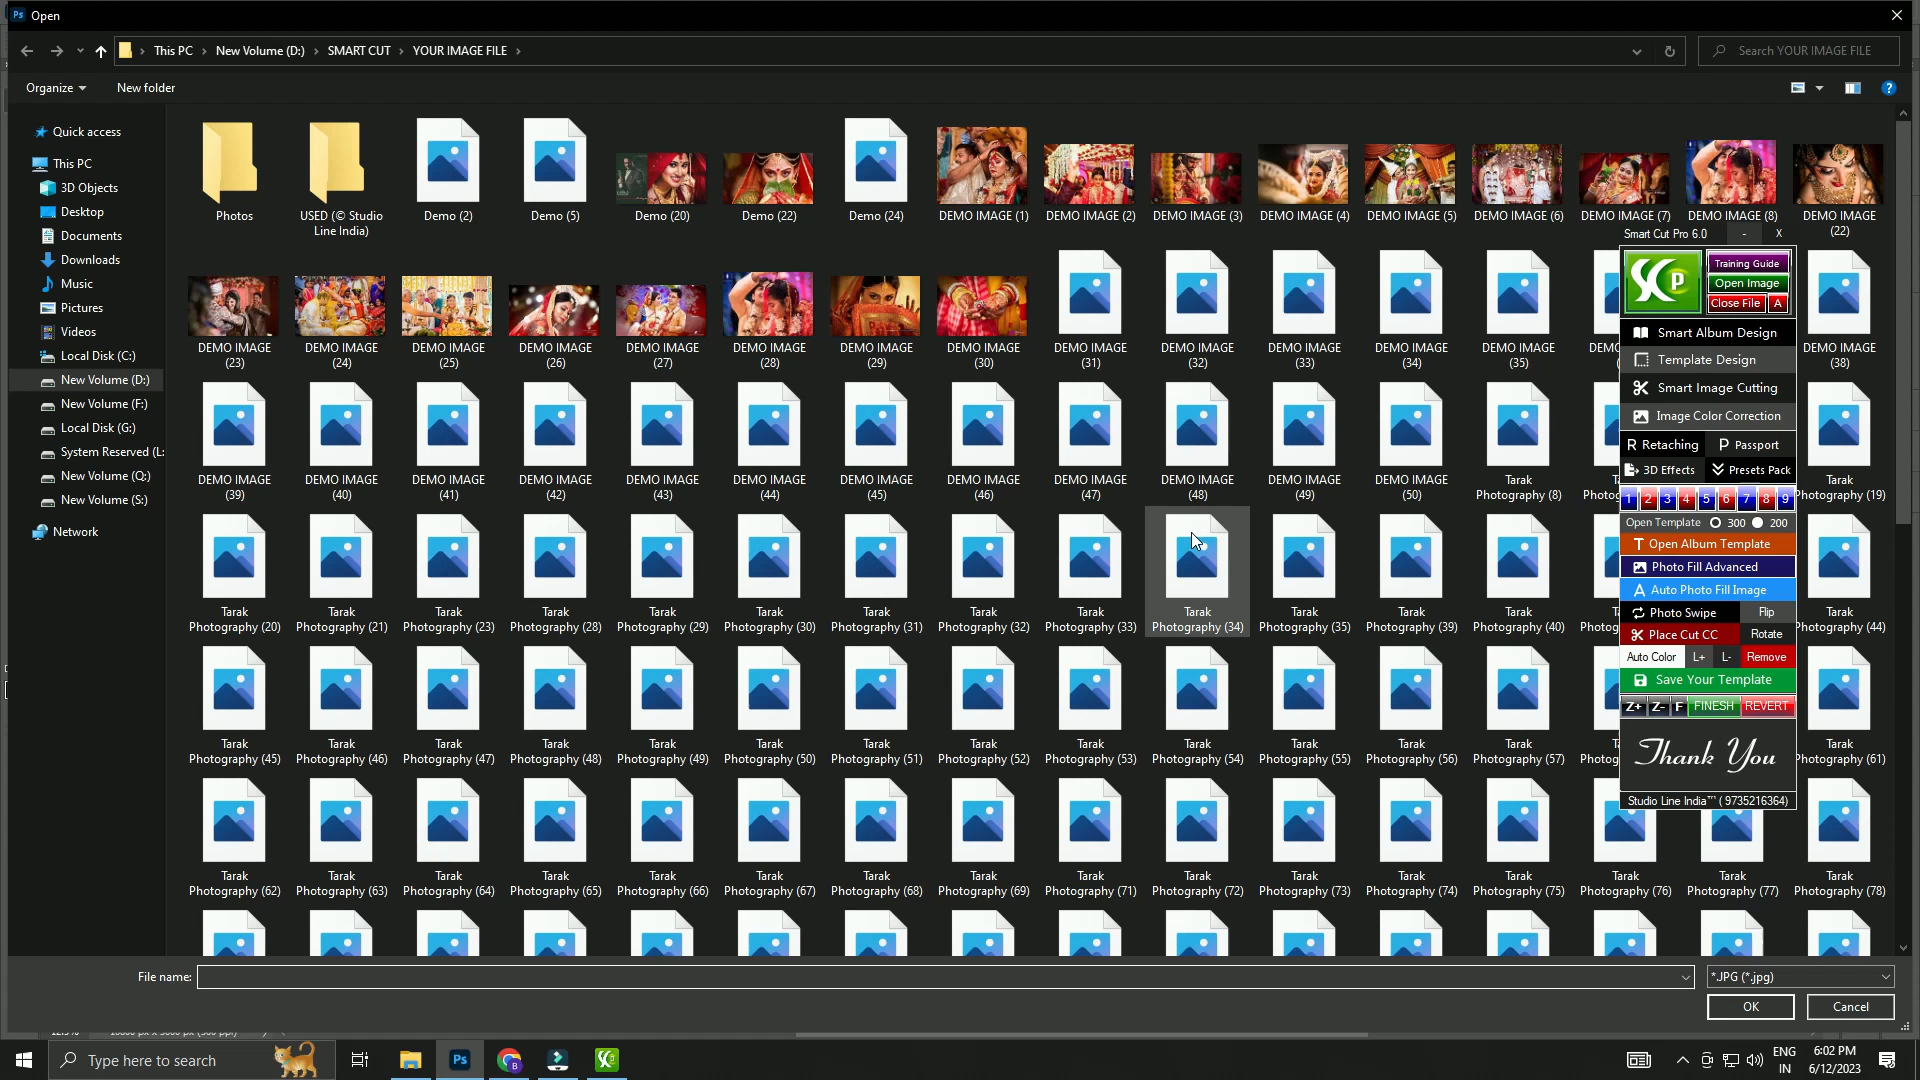 Open
This PC > New Volume (D:) > SMART CUT > YOUR IMAGE FILE >
Search YOUR IMAGE FILE
Organize
New folder
Quick access
This PC
3D Objects
Desktop
Documents
Downloads
Music
Pictures
Videos
Local Disk (C:)
New Volume (D:)
New Volume (F:)
Local Disk (G:)
System Reserved (L:
New Volume (Q:)
New Volume (S:)
Network
Photos
USED (© Studio
Line India)
Demo (2)
Demo (5)
Demo (20)
Demo (22)
Demo (24)
DEMO IMAGE (1)
DEMO IMAGE (2)
DEMO IMAGE (3)
DEMO IMAGE (4)
DEMO IMAGE (5)
DEMO IMAGE (6)
DEMO IMAGE (7)
DEMO IMAGE (8)
DEMO IMAGE
(22)
DEMO IMAGE
(23)
DEMO IMAGE
(24)
DEMO IMAGE
(25)
DEMO IMAGE
(26)
DEMO IMAGE
(27)
DEMO IMAGE
(28)
DEMO IMAGE
(29)
DEMO IMAGE
(30)
DEMO IMAGE
(31)
DEMO IMAGE
(32)
DEMO IMAGE
(33)
DEMO IMAGE
(34)
DEMO IMAGE
(35)
DEMO IMAGE
(38)
DEMO IMAGE
(39)
DEMO IMAGE
(40)
DEMO IMAGE
(41)
DEMO IMAGE
(42)
DEMO IMAGE
(43)
DEMO IMAGE
(44)
DEMO IMAGE
(45)
DEMO IMAGE
(46)
DEMO IMAGE
(47)
DEMO IMAGE
(48)
DEMO IMAGE
(49)
DEMO IMAGE
(50)
Tarak
Photography (8)
Tarak
Photography (19)
Tarak
Photography (20)
Tarak
Photography (21)
Tarak
Photography (23)
Tarak
Photography (28)
Tarak
Photography (29)
Tarak
Photography (30)
Tarak
Photography (31)
Tarak
Photography (32)
Tarak
Photography (33)
Tarak
Photography (34)
Tarak
Photography (35)
Tarak
Photography (39)
Tarak
Photography (40)
Tarak
Photography (44)
Tarak
Photography (45)
Tarak
Photography (46)
Tarak
Photography (47)
Tarak
Photography (48)
Tarak
Photography (49)
Tarak
Photography (50)
Tarak
Photography (51)
Tarak
Photography (52)
Tarak
Photography (53)
Tarak
Photography (54)
Tarak
Photography (55)
Tarak
Photography (56)
Tarak
Photography (57)
Tarak
Photography (61)
Tarak
Photography (62)
Tarak
Photography (63)
Tarak
Photography (64)
Tarak
Photography (65)
Tarak
Photography (66)
Tarak
Photography (67)
Tarak
Photography (68)
Tarak
Photography (69)
Tarak
Photography (71)
Tarak
Photography (72)
Tarak
Photography (73)
Tarak
Photography (74)
Tarak
Photography (75)
Tarak
Photography (76)
Tarak
Photography (77)
Tarak
Photography (78)
Smart Cut Pro 6.0 - X
Training Guide
Open Image
Close File A
Smart Album Design
Template Design
Smart Image Cutting
Image Color Correction
R Retaching P Passport
3D Effects Presets Pack
1 2 3 4 5 6 7 8 9
Open Template 300 200
T Open Album Template
Photo Fill Advanced
A Auto Photo Fill Image
Photo Swipe Flip
Place Cut CC Rotate
Auto Color L+ L- Remove
Save Your Template
Z+ Z- F FINESH REVERT
Thank You
Studio Line India™ ( 9735216364)
File name:
*.JPG (*.jpg)
OK
Cancel
Type here to search
ENG
IN
6:02 PM
6/12/2023